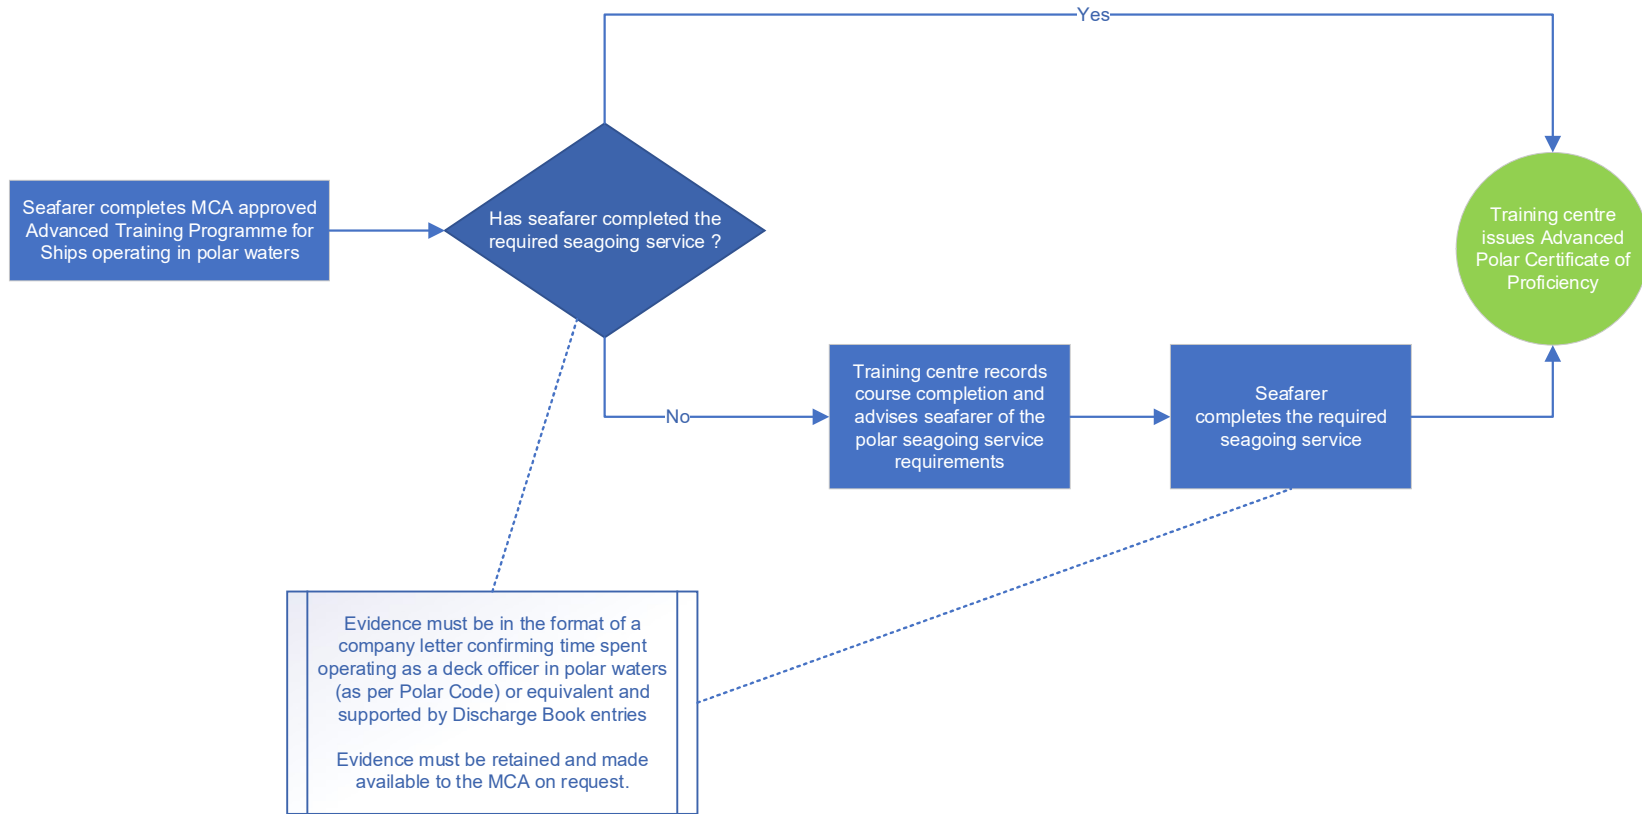 Yes
Seafarer completes MCA approved
Advanced Training Programme for
Ships operating in polar waters
Has seafarer completed the
required seagoing service ?
Training centre
issues Advanced
Polar Certificate of
Proficiency
No
Training centre records
course completion and
advises seafarer of the
polar seagoing service
requirements
Seafarer
completes the required
seagoing service
Evidence must be in the format of a
company letter confirming time spent
operating as a deck officer in polar waters
(as per Polar Code) or equivalent and
supported by Discharge Book entries
Evidence must be retained and made
available to the MCA on request.